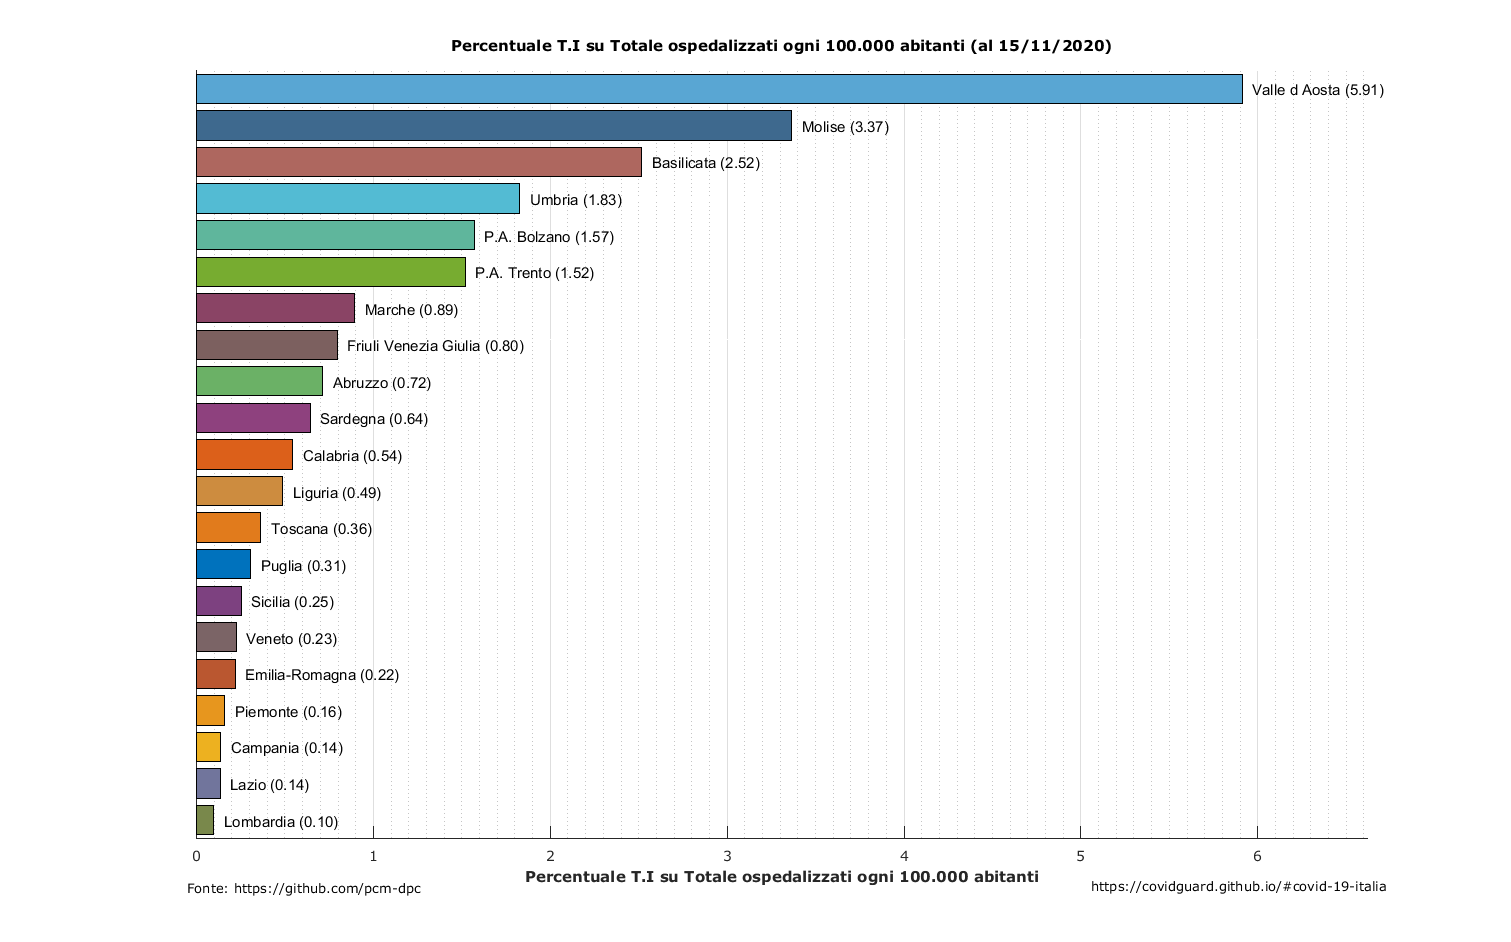 Percentuale T.I su Totale ospedalizzati ogni 100.000 abitanti (al 15/11/2020)
Valle d Aosta (5.91)
Molise (3.37)
Basilicata (2.52)
Umbria (1.83)
P.A. Bolzano (1.57)
P.A. Trento (1.52)
Marche (0.89)
Friuli Venezia Giulia (0.80)
Abruzzo (0.72)
Sardegna (0.64)
Calabria (0.54)
Liguria (0.49)
Toscana (0.36)
Puglia (0.31)
Sicilia (0.25)
Veneto (0.23)
Emilia-Romagna (0.22)
Piemonte (0.16)
Campania (0.14)
Lazio (0.14)
Lombardia (0.10)
0 1 2 3 4 5 6
Percentuale T.I su Totale ospedalizzati ogni 100.000 abitanti
Fonte: https://github.com/pcm-dpc
https://covidguard.github.io/#covid-19-italia